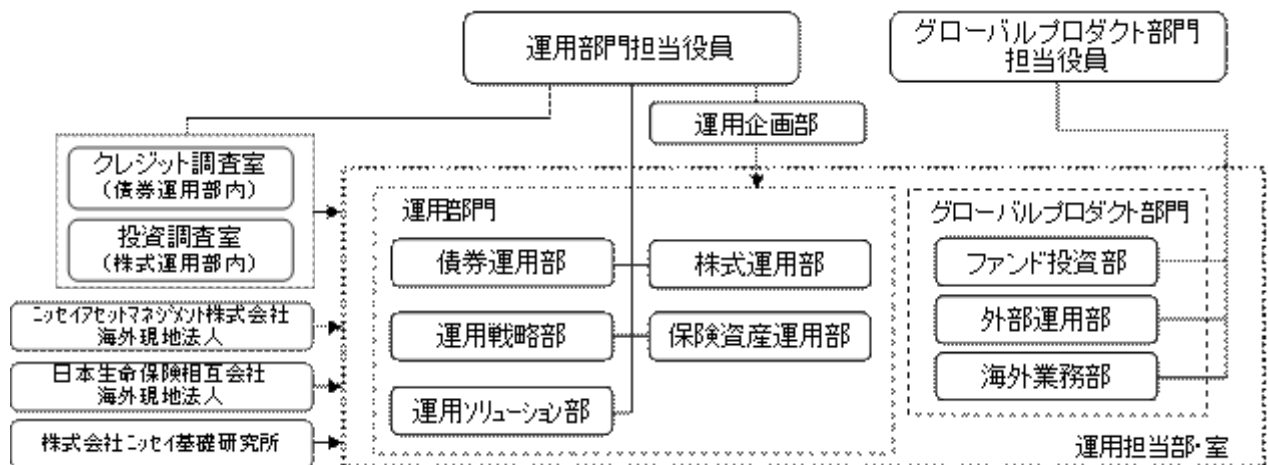 運用部門担当役員
グローバルプロダクト部門
担当役員
運用企画部
クレジット調査室
(債券運用部内)
投資調査室
(株式運用部内)
運用部門
グローバルプロダクト部門
債券運用部
株式運用部
ファンド投資部
ニッセイアセットマネジメント株式会社
海外現地法人
運用戦略部
保険資産運用部
外部運用部
日本生命保険相互会社
海外現地法人
運用ソリューション部
海外業務部
株式会社ニッセイ基礎研究所
運用担当部・室